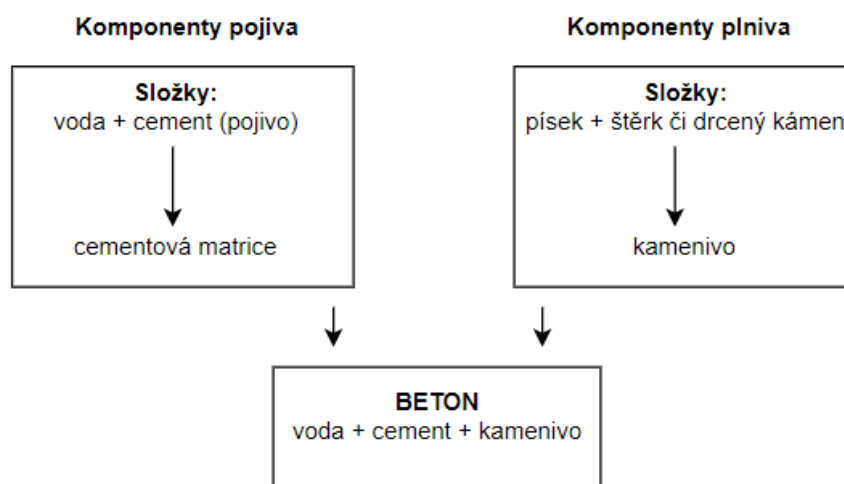 Komponenty pojiva
Složky:
voda + cement (pojivo)
cementová matrice
Komponenty plniva
Složky:
písek + štěrk či drcený kámen
kamenivo
BETON
voda + cement + kamenivo